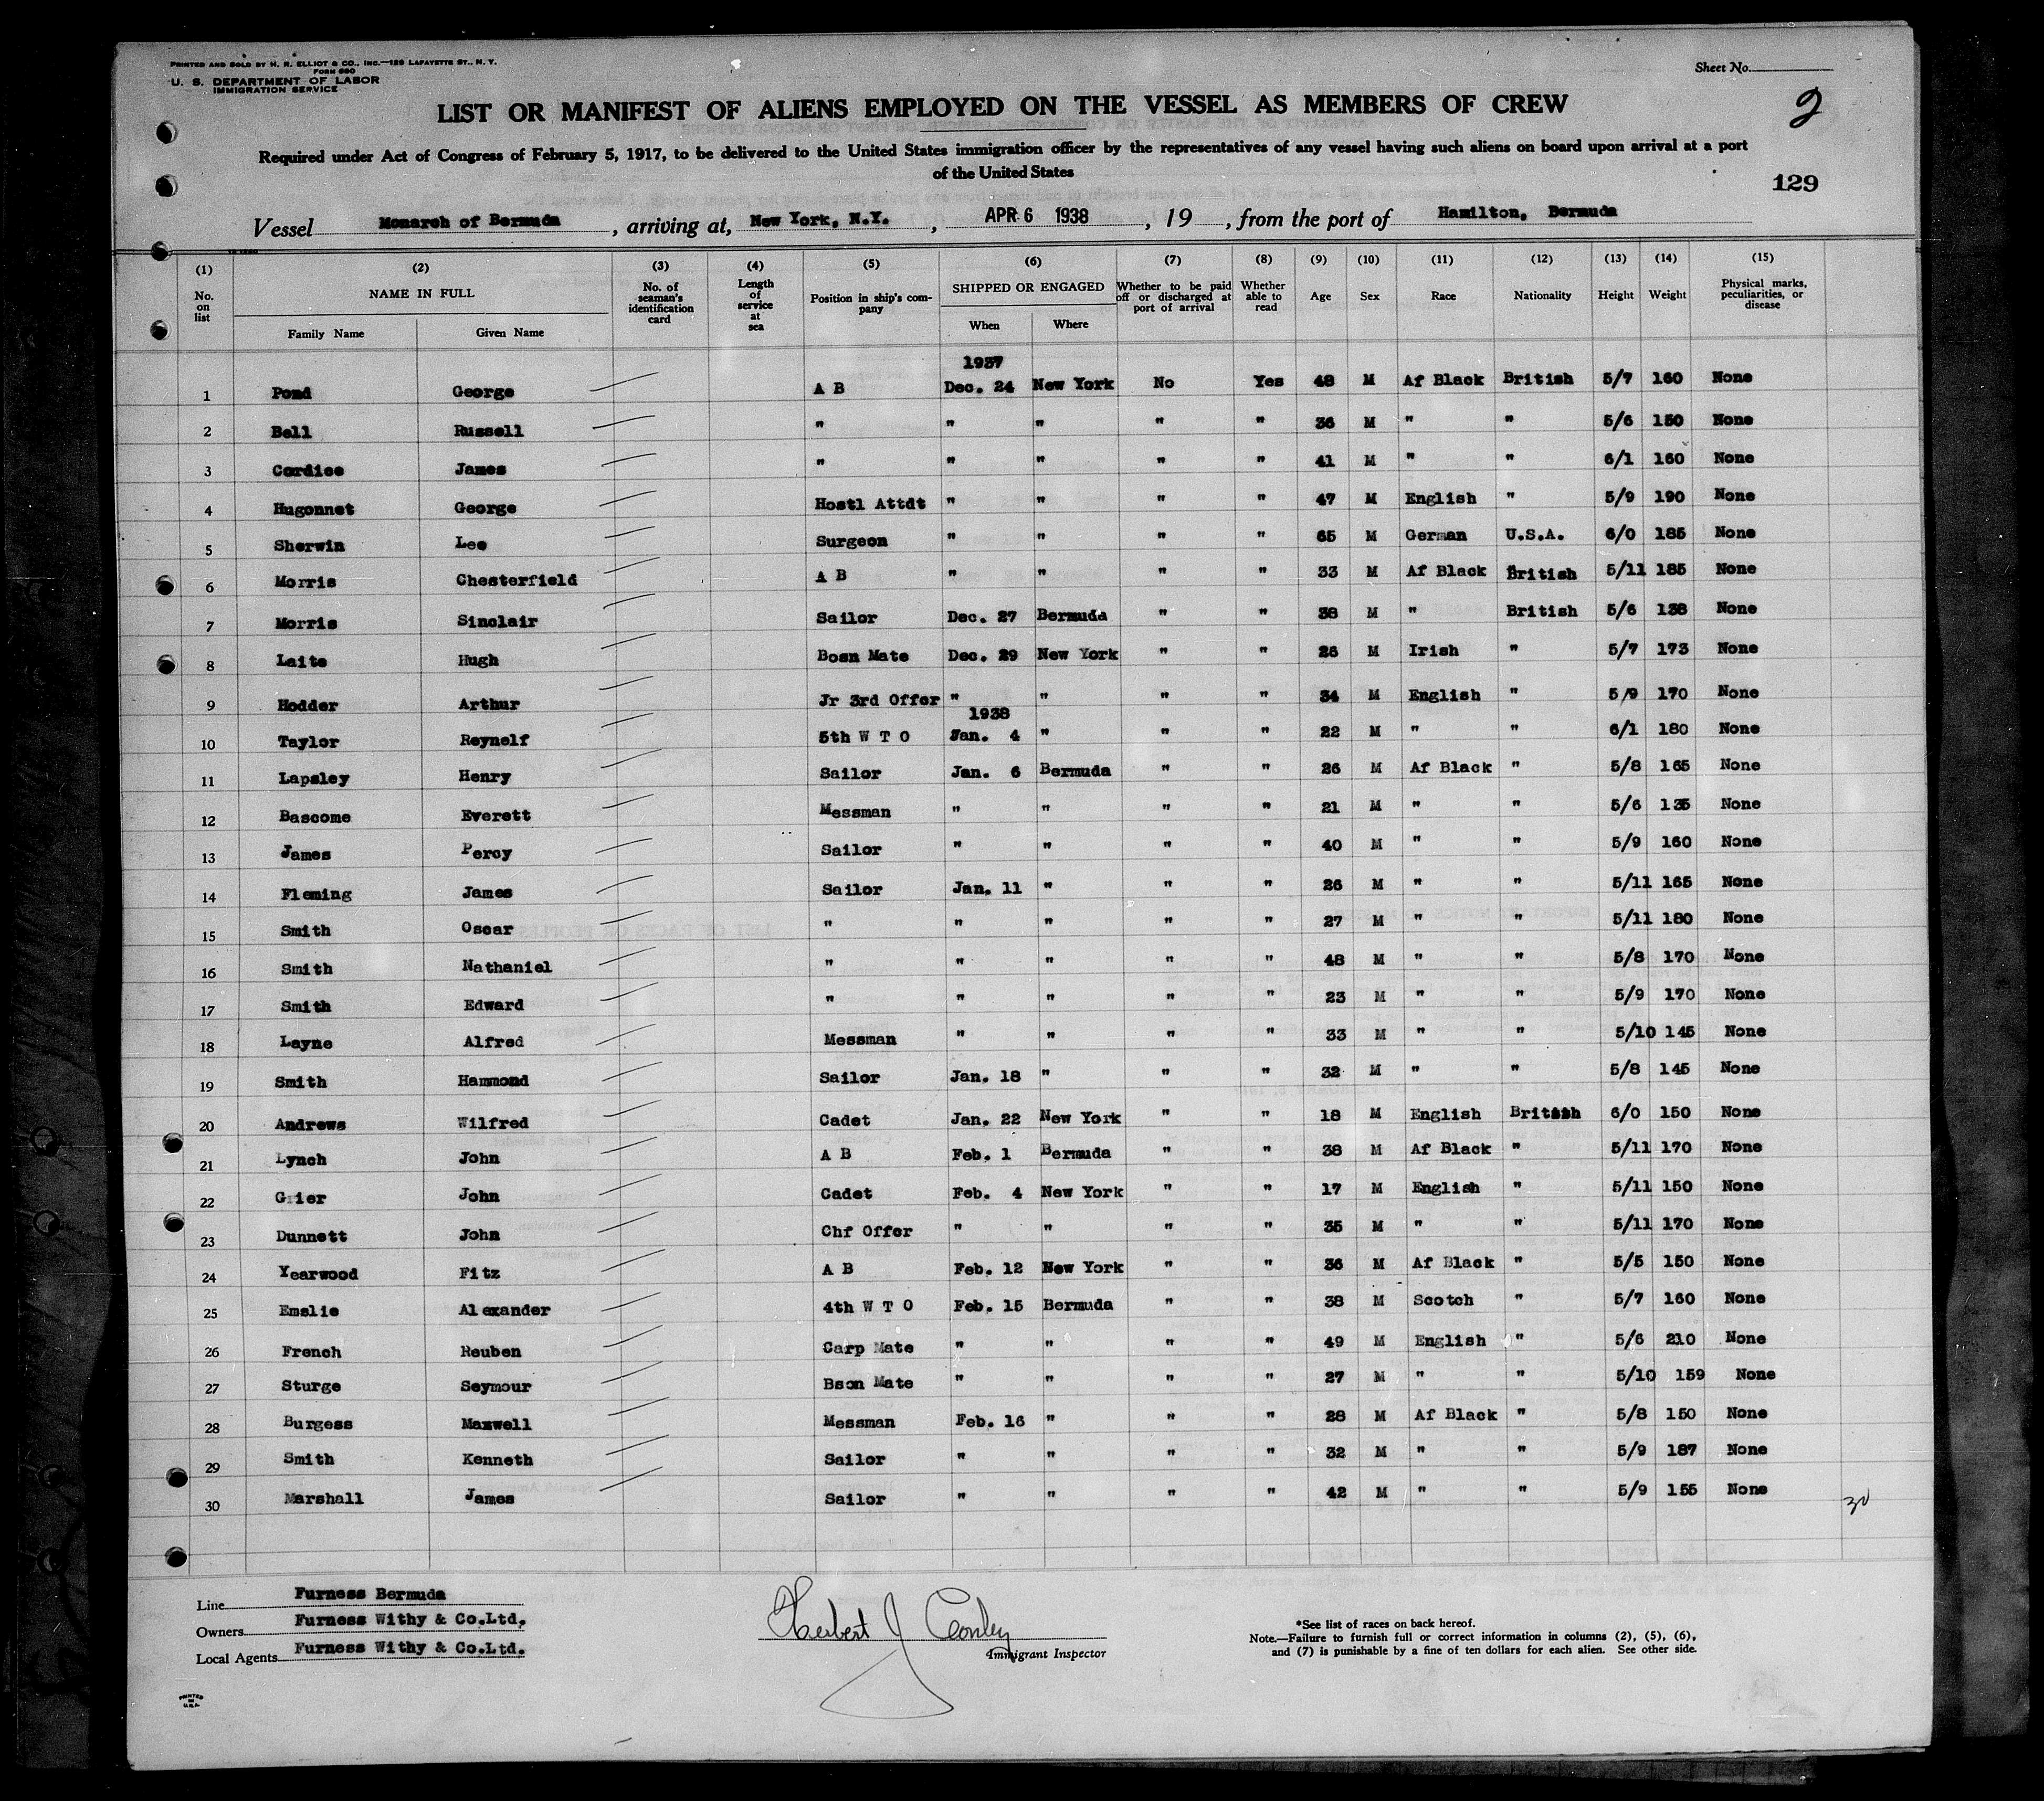 PRINTED AND SOLD BY H. R. ELLIOT & CO., INC.—129 LAFAYETTE ST., N. Y.
FORM 680
U. S. DEPARTMENT OF LABOR
IMMIGRATION SERVICE
Sheet No.
2
LIST OR MANIFEST OF ALIENS EMPLOYED ON THE VESSEL AS MEMBERS OF CREW
Required under Act of Congress of February 5, 1917, to be delivered to the United States immigration officer by the representatives of any vessel having such aliens on board upon arrival at a port
of the United States
129
Vessel Monarch of Bermuda, arriving at, New York, N.Y., APR 6 1938, 19, from the port of Hamilton, Bermuda
(1) No. on list (2) NAME IN FULL Family Name Given Name (3) No. of seaman's identification card (4) Length of service at sea (5) Position in ship's company (6) SHIPPED OR ENGAGED When Where (7) Whether to be paid off or discharged at port of arrival (8) Whether able to read (9) Age (10) Sex (11) Race (12) Nationality (13) Height (14) Weight (15) Physical marks, peculiarities, or disease
1937
1 Pond George A B Dec. 24 New York No Yes 48 M Af Black British 5/7 160 None
2 Bell Russell " " " " " 36 M " " 5/6 150 None
3 Cordice James " " " " " 41 M " " 6/1 160 None
4 Hugonnet George Hostl Attdt " " " " 47 M English " 5/9 190 None
5 Sherwin Lee Surgeon " " " " 65 M German U.S.A. 6/0 185 None
6 Morris Chesterfield A B " " " " 33 M Af Black British 5/11 185 None
7 Morris Sinclair Sailor Dec. 27 Bermuda " " 38 M " British 5/6 138 None
8 Laite Hugh Bosn Mate Dec. 29 New York " " 26 M Irish " 5/7 173 None
9 Hodder Arthur Jr 3rd Offer " " " " 34 M English " 5/9 170 None
1938
10 Taylor Reynelf 5th W T O Jan. 4 " " " 22 M " " 6/1 180 None
11 Lapsley Henry Sailor Jan. 6 Bermuda " " 26 M Af Black " 5/8 165 None
12 Bascome Everett Messman " " " " 21 M " " 5/6 135 None
13 James Percy Sailor " " " " 40 M " " 5/9 160 None
14 Fleming James Sailor Jan. 11 " " " 26 M " " 5/11 165 None
15 Smith Oscar " " " " " 27 M " " 5/11 180 None
16 Smith Nathaniel " " " " " 48 M " " 5/8 170 None
17 Smith Edward " " " " " 23 M " " 5/9 170 None
18 Layne Alfred Messman " " " " 33 M " " 5/10 145 None
19 Smith Hammond Sailor Jan. 18 " " " 32 M " " 5/8 145 None
20 Andrews Wilfred Cadet Jan. 22 New York " " 18 M English British 6/0 150 None
21 Lynch John A B Feb. 1 Bermuda " " 38 M Af Black " 5/11 170 None
22 Grier John Cadet Feb. 4 New York " " 17 M English " 5/11 150 None
23 Dunnett John Chf Offer " " " " 35 M " " 5/11 170 None
24 Yearwood Fitz A B Feb. 12 New York " " 36 M Af Black " 5/5 150 None
25 Emslie Alexander 4th W T O Feb. 15 Bermuda " " 38 M Scotch " 5/7 160 None
26 French Reuben Carp Mate " " " " 49 M English " 5/6 210 None
27 Sturge Seymour Bson Mate " " " " 27 M " " 5/10 159 None
28 Burgess Maxwell Messman Feb. 16 " " " 28 M Af Black " 5/8 150 None
29 Smith Kenneth Sailor " " " " 32 M " " 5/9 187 None
30 Marshall James Sailor " " " " 42 M " " 5/9 155 None
30
Line Furness Bermuda
Owners Furness Withy & Co.Ltd.
Local Agents Furness Withy & Co.Ltd.
Herbert J Conley
Immigrant Inspector
*See list of races on back hereof.
Note.—Failure to furnish full or correct information in columns (2), (5), (6),
and (7) is punishable by a fine of ten dollars for each alien. See other side.
PRINTED IN U.S.A.